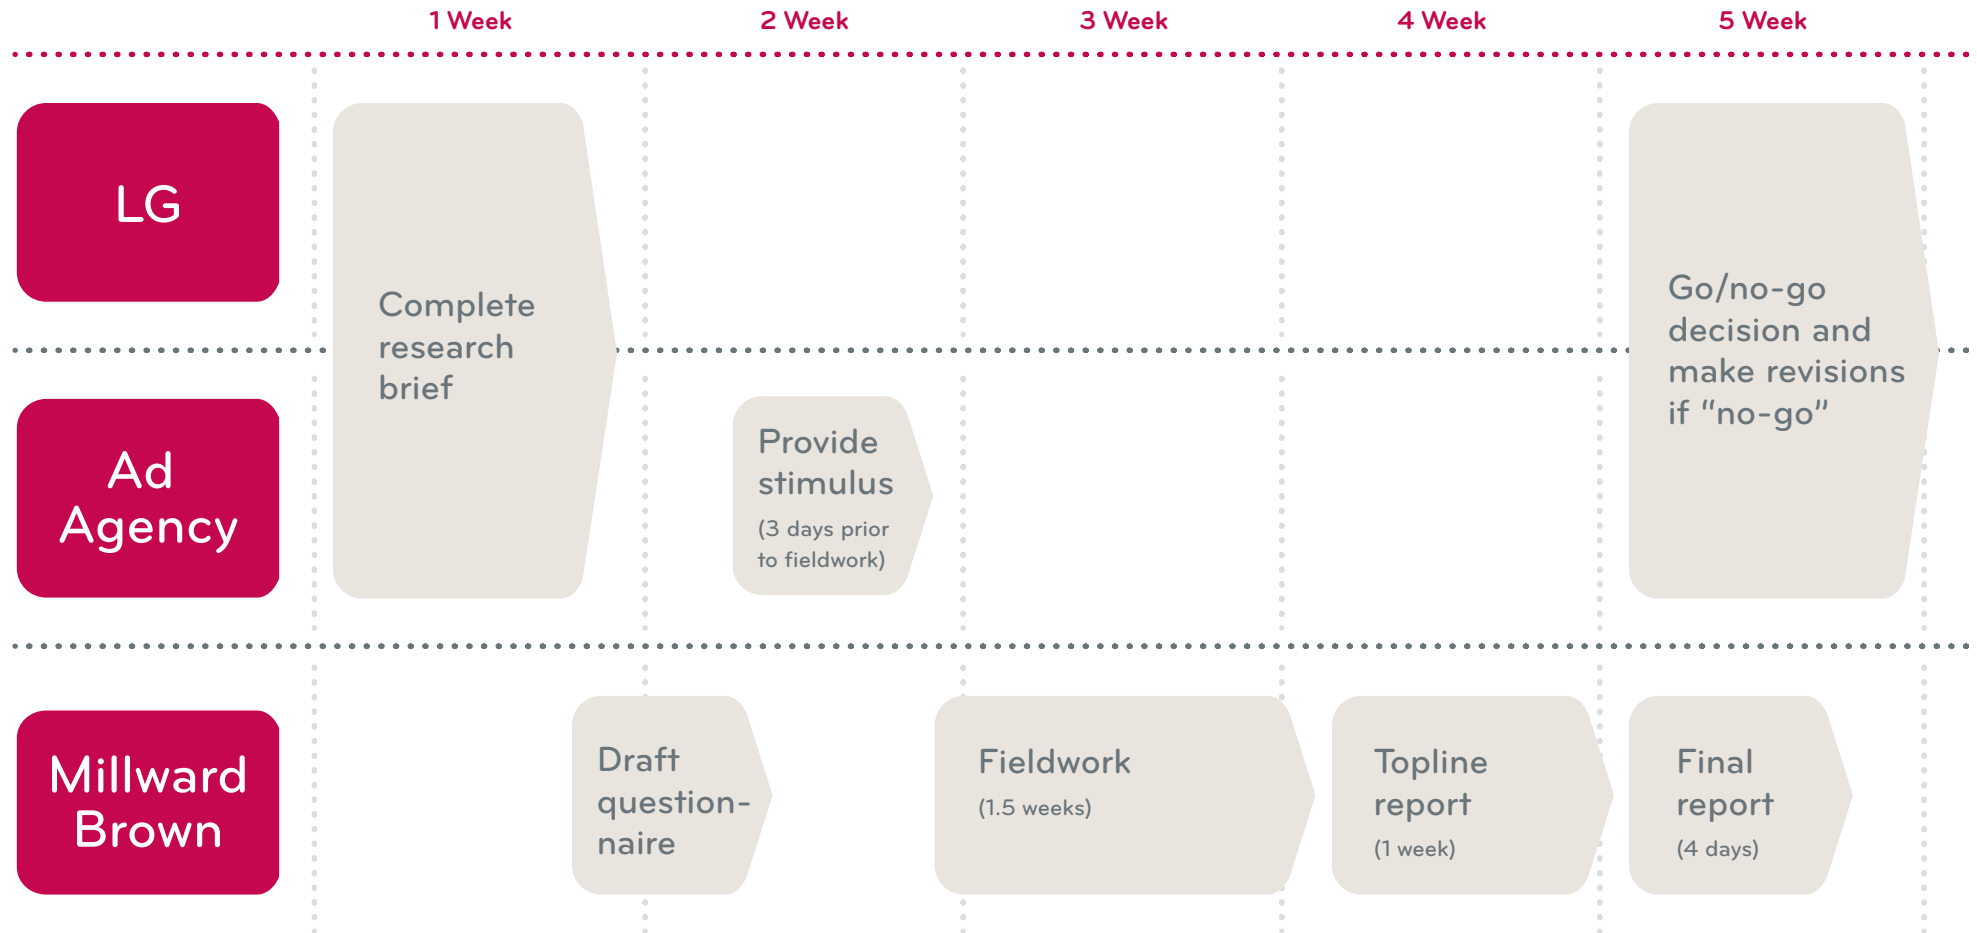 1 Week
2 Week
3 Week
4 Week
5 Week
LG
Complete
research
brief
Go/no-go
decision and
make revisions
if “no-go”
Ad
Agency
Provide
stimulus
(3 days prior
to fieldwork)
Millward
Brown
Draft
question-
naire
Fieldwork
(1.5 weeks)
Topline
report
(1 week)
Final
report
(4 days)